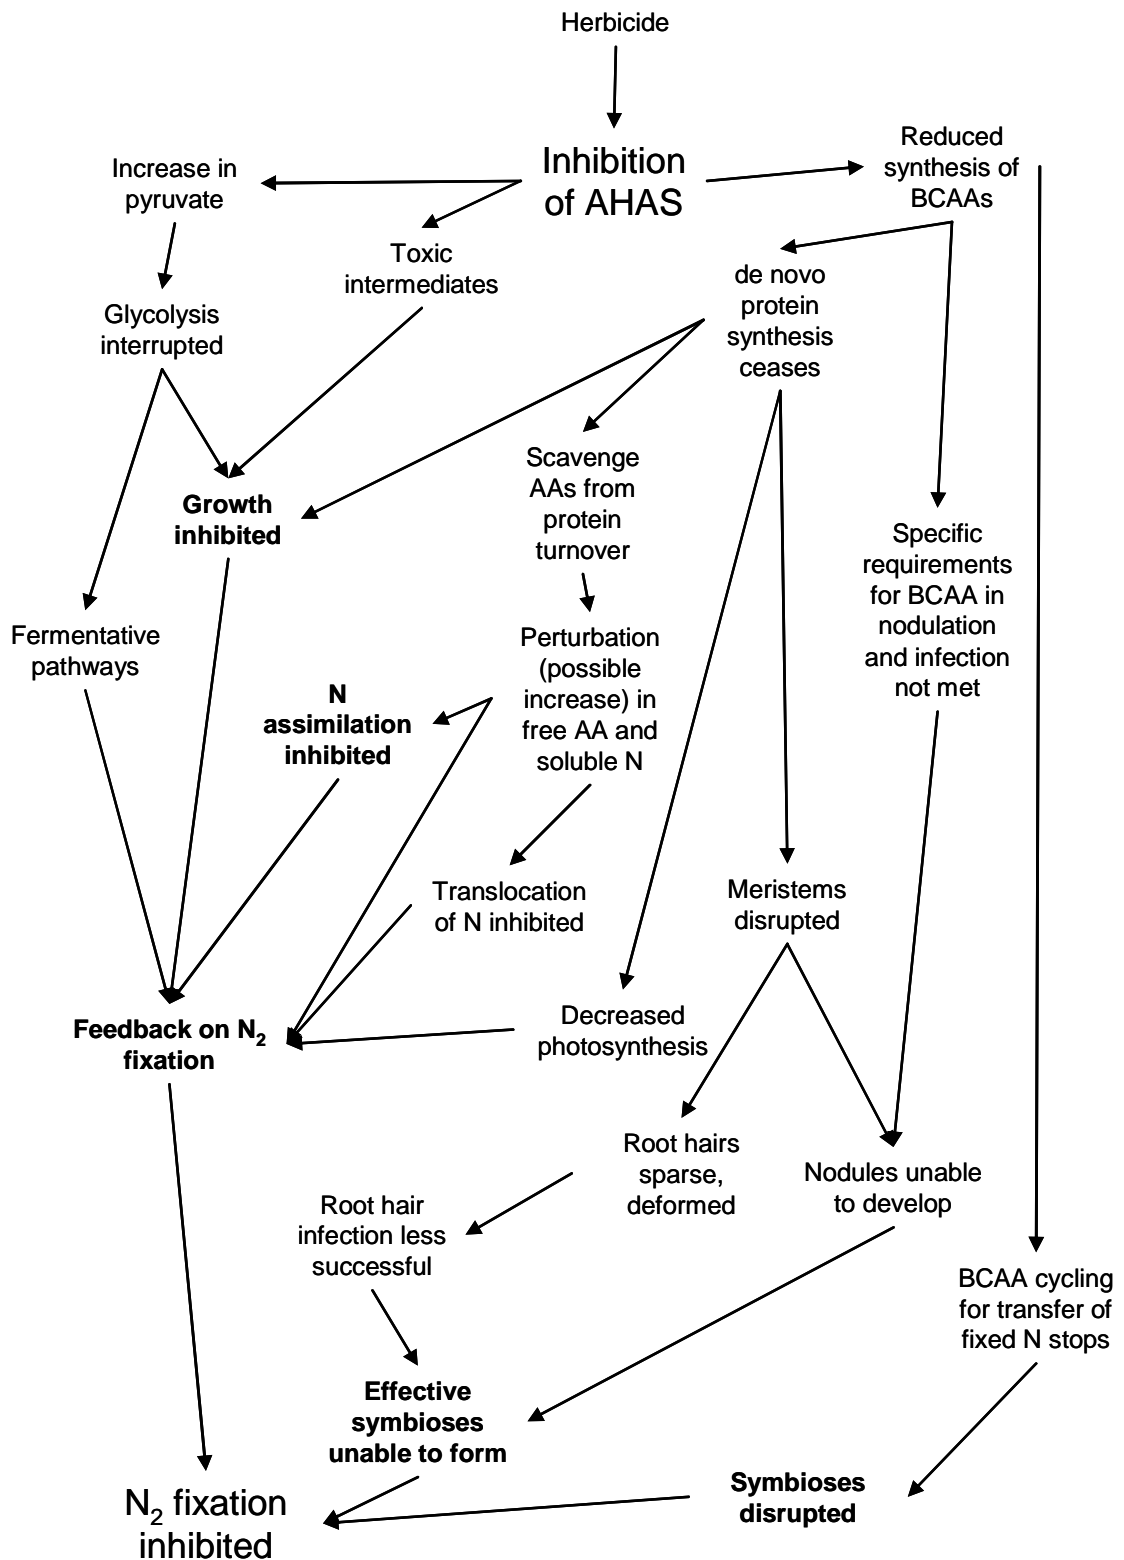 Herbicide
Inhibition
of AHAS
Reduced
synthesis of
BCAAs
Increase in
pyruvate
Toxic
intermediates
de novo
protein
synthesis
ceases
Glycolysis
interrupted
Scavenge
AAs from
protein
turnover
Growth
inhibited
Specific
requirements
for BCAA in
nodulation
and infection
not met
Fermentative
pathways
Perturbation
(possible
increase) in
free AA and
soluble N
N
assimilation
inhibited
Translocation
of N inhibited
Meristems
disrupted
Feedback on N₂
fixation
Decreased
photosynthesis
Root hairs
sparse,
deformed
Nodules unable
to develop
Root hair
infection less
successful
BCAA cycling
for transfer of
fixed N stops
Effective
symbioses
unable to form
Symbioses
disrupted
N₂ fixation
inhibited